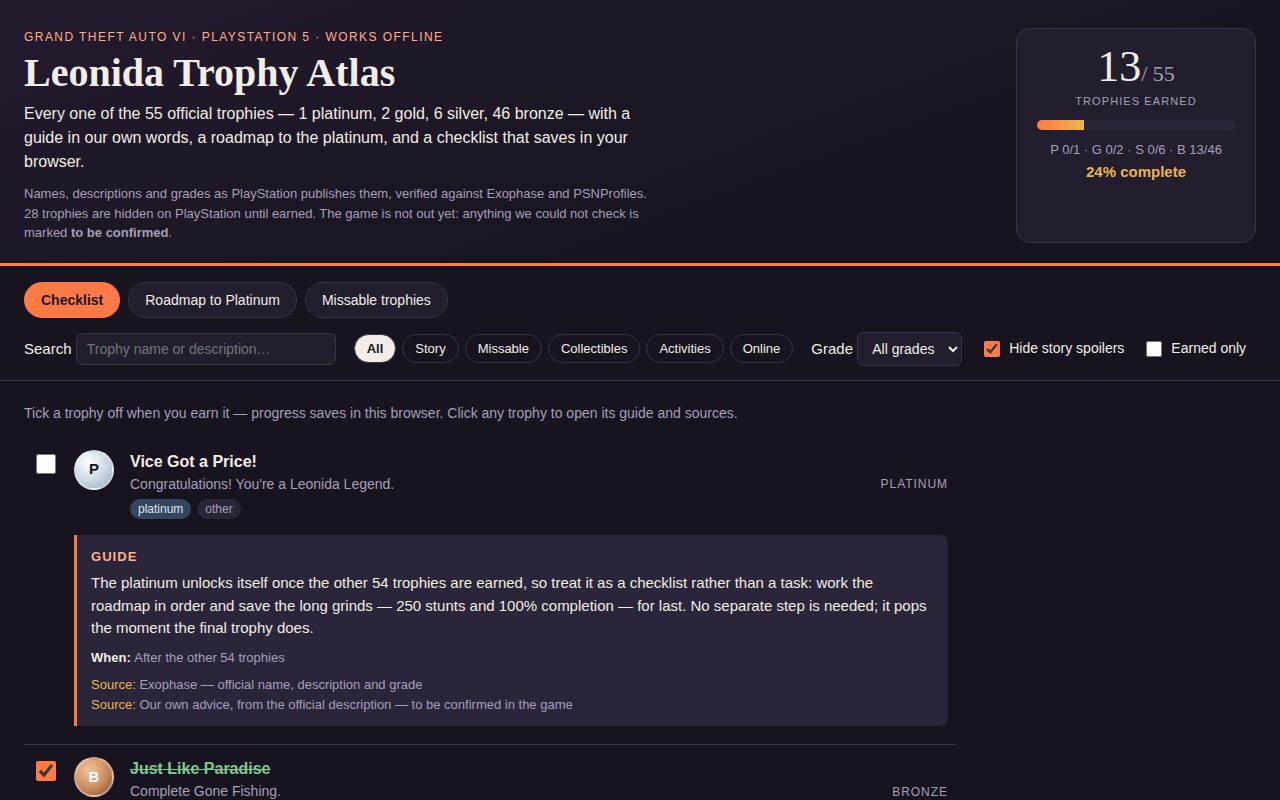 GRAND THEFT AUTO VI · PLAYSTATION 5 · WORKS OFFLINE
Leonida Trophy Atlas
Every one of the 55 official trophies — 1 platinum, 2 gold, 6 silver, 46 bronze — with a
guide in our own words, a roadmap to the platinum, and a checklist that saves in your
browser.
Names, descriptions and grades as PlayStation publishes them, verified against Exophase and PSNProfiles.
28 trophies are hidden on PlayStation until earned. The game is not out yet: anything we could not check is
marked to be confirmed.
13/ 55
TROPHIES EARNED
P 0/1 · G 0/2 · S 0/6 · B 13/46
24% complete
Checklist Roadmap to Platinum Missable trophies
Search Trophy name or description… All Story Missable Collectibles Activities Online Grade All grades Hide story spoilers Earned only
Tick a trophy off when you earn it — progress saves in this browser. Click any trophy to open its guide and sources.
P
Vice Got a Price!
Congratulations! You're a Leonida Legend.
PLATINUM
platinum other
GUIDE
The platinum unlocks itself once the other 54 trophies are earned, so treat it as a checklist rather than a task: work the
roadmap in order and save the long grinds — 250 stunts and 100% completion — for last. No separate step is needed; it pops
the moment the final trophy does.
When: After the other 54 trophies
Source: Exophase — official name, description and grade
Source: Our own advice, from the official description — to be confirmed in the game
B
Just Like Paradise
Complete Gone Fishing.
BRONZE